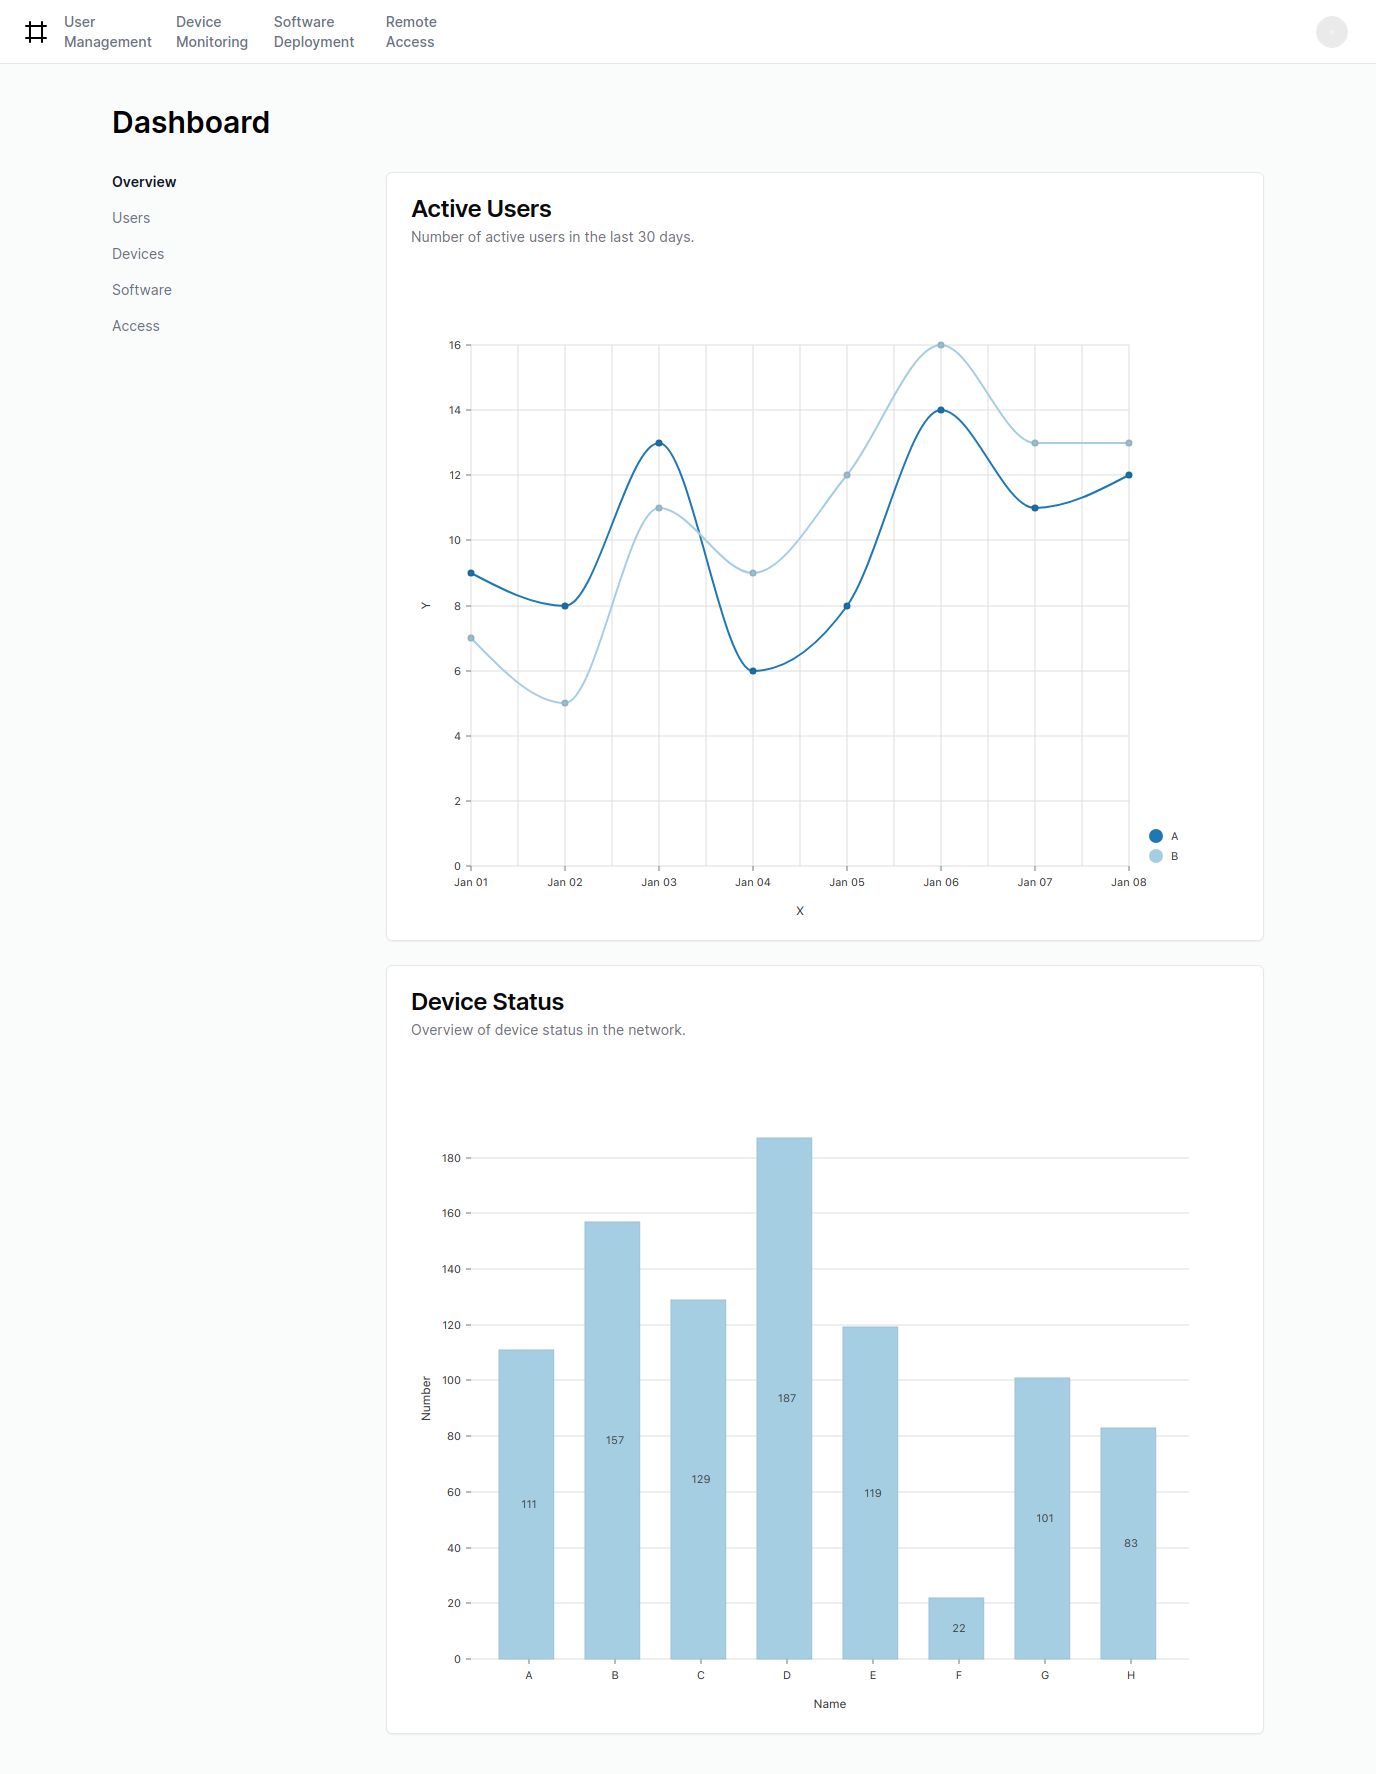 User
Management
Device
Monitoring
Software
Deployment
Remote
Access
Dashboard
Overview
Users
Devices
Software
Access
Active Users
Number of active users in the last 30 days.
16
14
12
10
8
6
4
2
0
Y
Jan 01
Jan 02
Jan 03
Jan 04
Jan 05
Jan 06
Jan 07
Jan 08
X
A
B
Device Status
Overview of device status in the network.
180
160
140
120
100
80
60
40
20
0
Number
111
157
129
187
119
22
101
83
A
B
C
D
E
F
G
H
Name